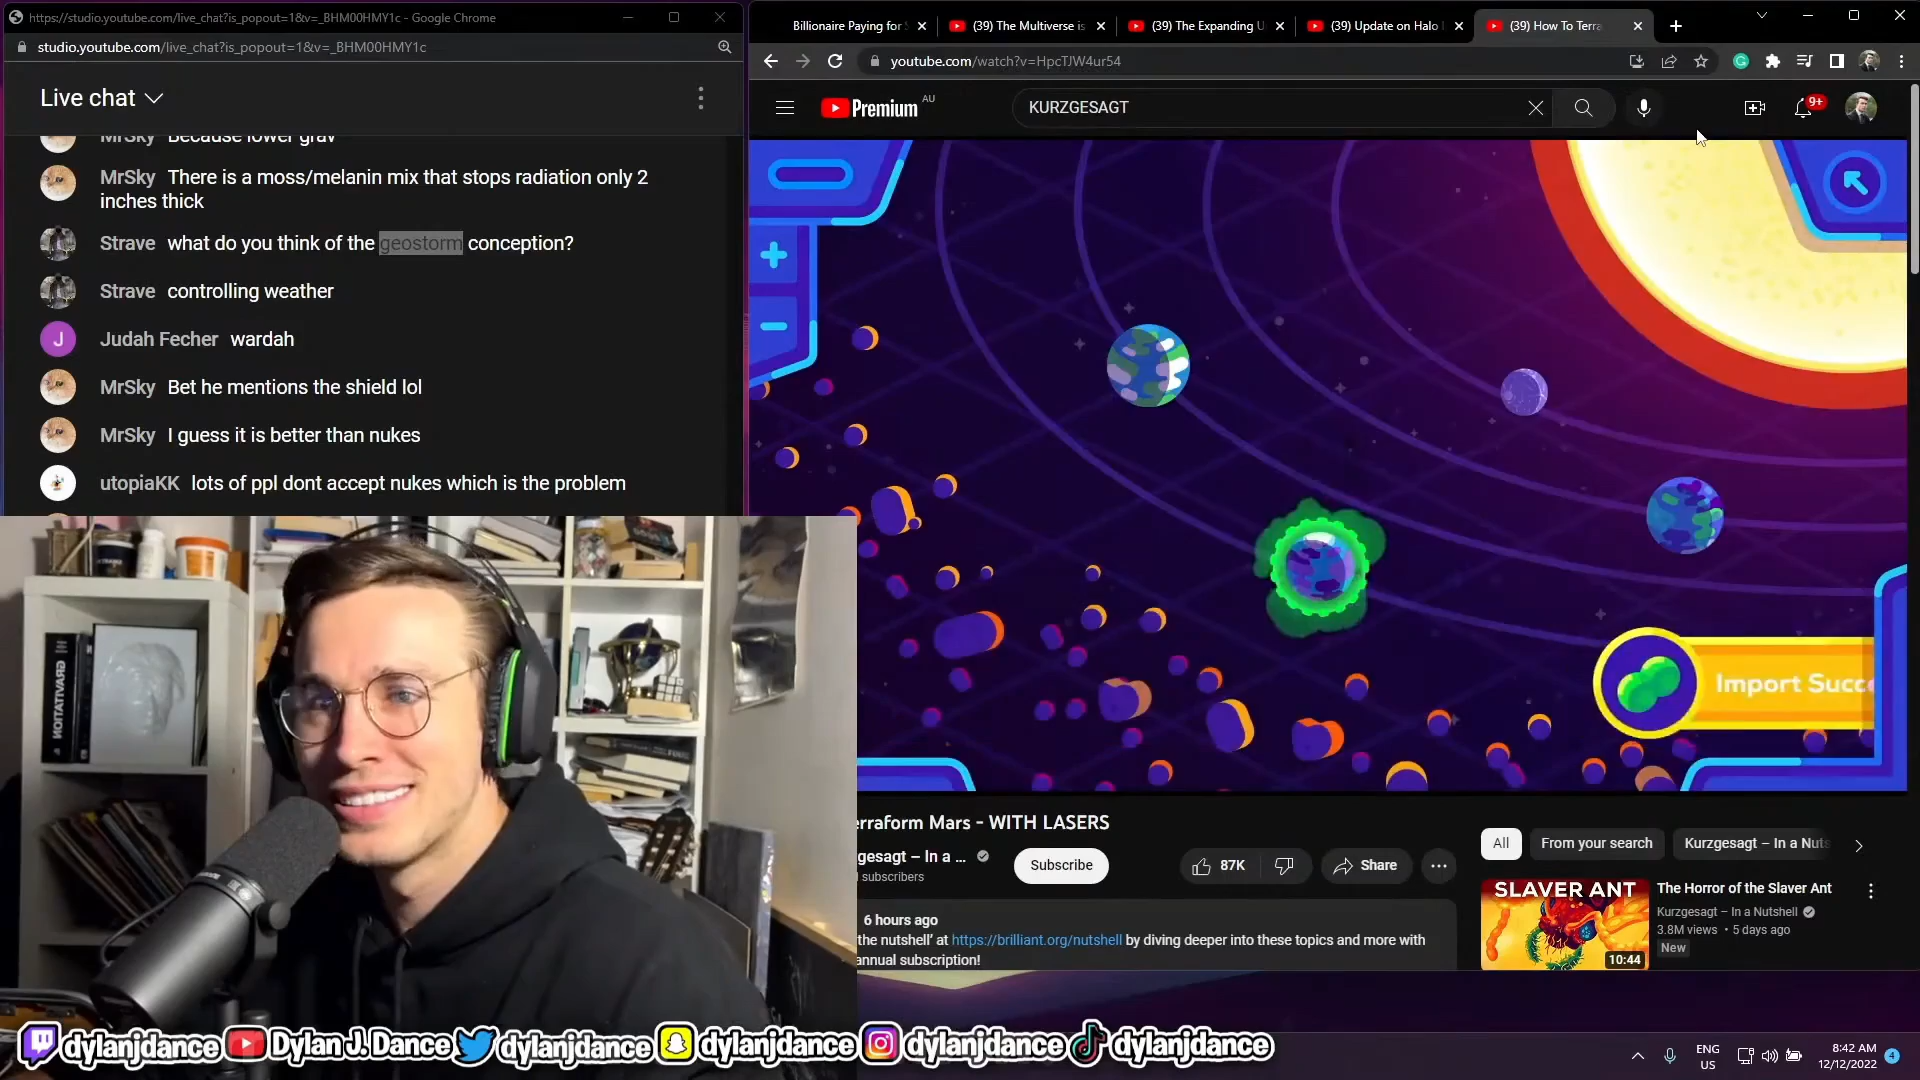 https://studio.youtube.com/live_chat?is_popout=1&v=_BHM00HMY1c - Google Chrome
studio.youtube.com/live_chat?is_popout=1&v=_BHM00HMY1c
Live chat
MrSky Because lower grav
MrSky There is a moss/melanin mix that stops radiation only 2
inches thick
Strave what do you think of the geostorm conception?
Strave controlling weather
J Judah Fecher wardah
MrSky Bet he mentions the shield lol
MrSky I guess it is better than nukes
utopiaKK lots of ppl dont accept nukes which is the problem
Billionaire Paying for
(39) The Multiverse is
(39) The Expanding U
(39) Update on Halo
(39) How To Terra
youtube.com/watch?v=HpcTJW4ur54
Premium AU
KURZGESAGT
9+
Import Succe
erraform Mars - WITH LASERS
gesagt – In a ...
subscribers
Subscribe
87K
Share
6 hours ago
the nutshell' at https://brilliant.org/nutshell by diving deeper into these topics and more with
annual subscription!
All
From your search
Kurzgesagt – In a Nuts
SLAVER ANT
10:44
The Horror of the Slaver Ant
Kurzgesagt – In a Nutshell
3.8M views • 5 days ago
New
GRAVITATION
dylanjdance
Dylan J. Dance
dylanjdance
dylanjdance
dylanjdance
dylanjdance
ENG
US
8:42 AM
12/12/2022
4